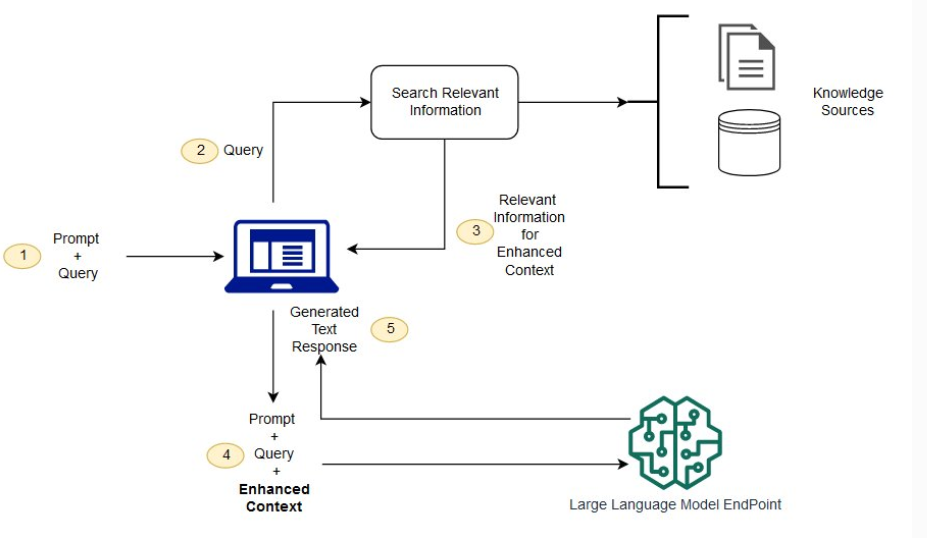 Search Relevant
Information
Knowledge
Sources
2 Query
Relevant
Information
for
Enhanced
Context
3
1
Prompt
+
Query
Generated
Text
Response
5
Prompt
+
4 Query
+
Enhanced
Context
Large Language Model EndPoint